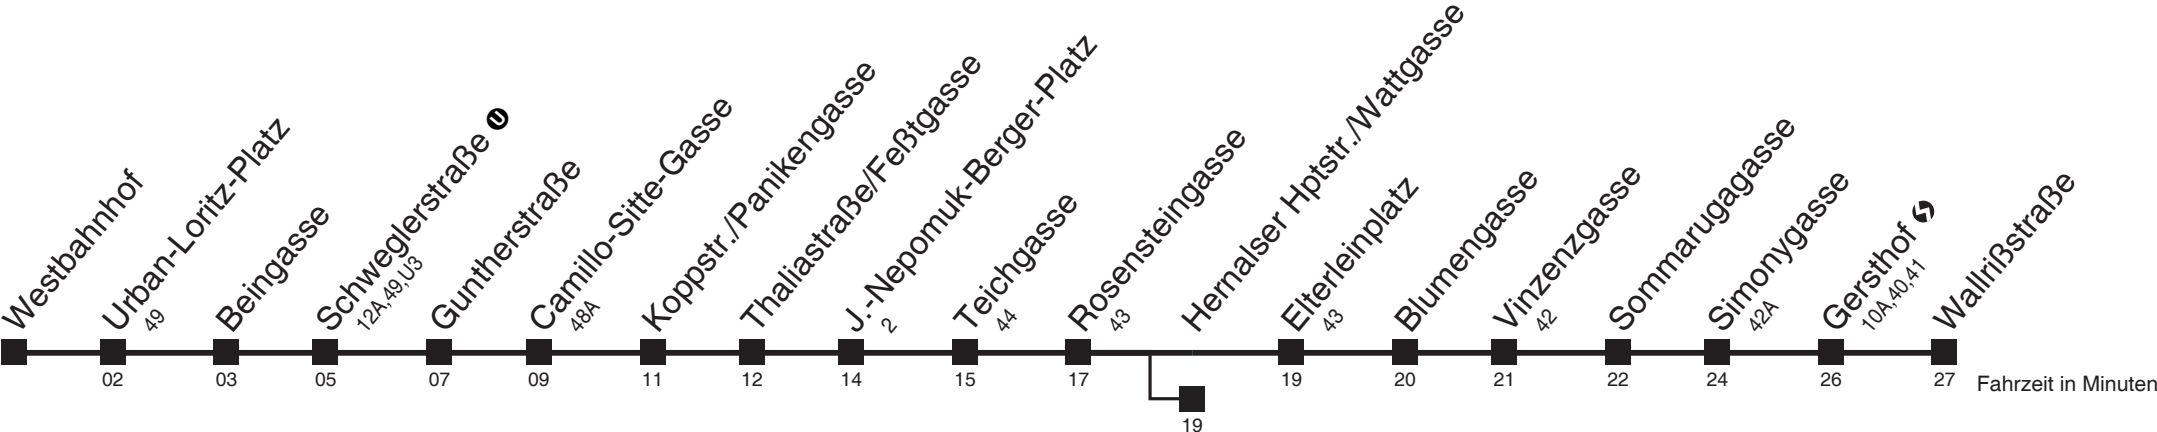 Westbahnhof
Urban-Loritz-Platz
49
Beingasse
Schweglerstraße U
12A,49,U3
Guntherstraße
Camillo-Sitte-Gasse
48A
Koppstr./Panikengasse
Thaliastraße/Feßtgasse
J.-Nepomuk-Berger-Platz
2
Teichgasse
44
Rosensteingasse
43
Hernalser Hptstr./Wattgasse
Elterleinplatz
43
Blumengasse
Vinzenzgasse
42
Sommarugagasse
Simonygasse
42A
Gersthof
10A,40,41
Wallrißstraße
02 03 05 07 09 11 12 14 15 17 19 20 21 22 24 26 27 Fahrzeit in Minuten
19